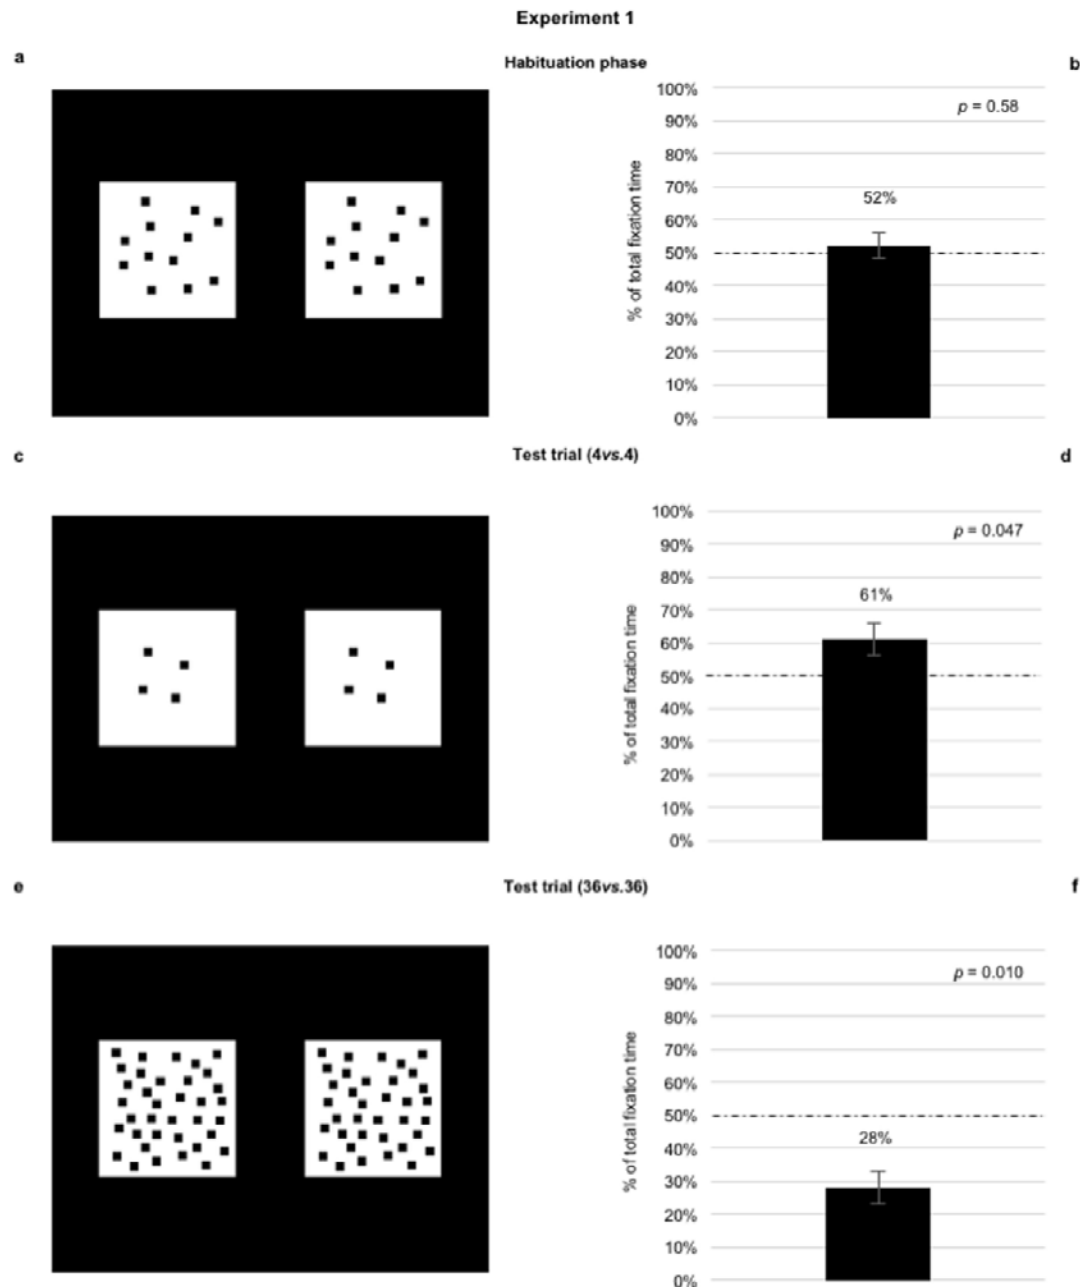 Experiment 1
a
Habituation phase
b
100%
90%
80%
70%
60%
50%
40%
30%
20%
10%
0%
% of total fixation time
p = 0.58
52%
c
Test trial (4vs.4)
d
100%
90%
80%
70%
60%
50%
40%
30%
20%
10%
0%
% of total fixation time
p = 0.047
61%
e
Test trial (36vs.36)
f
100%
90%
80%
70%
60%
50%
40%
30%
20%
10%
0%
% of total fixation time
p = 0.010
28%